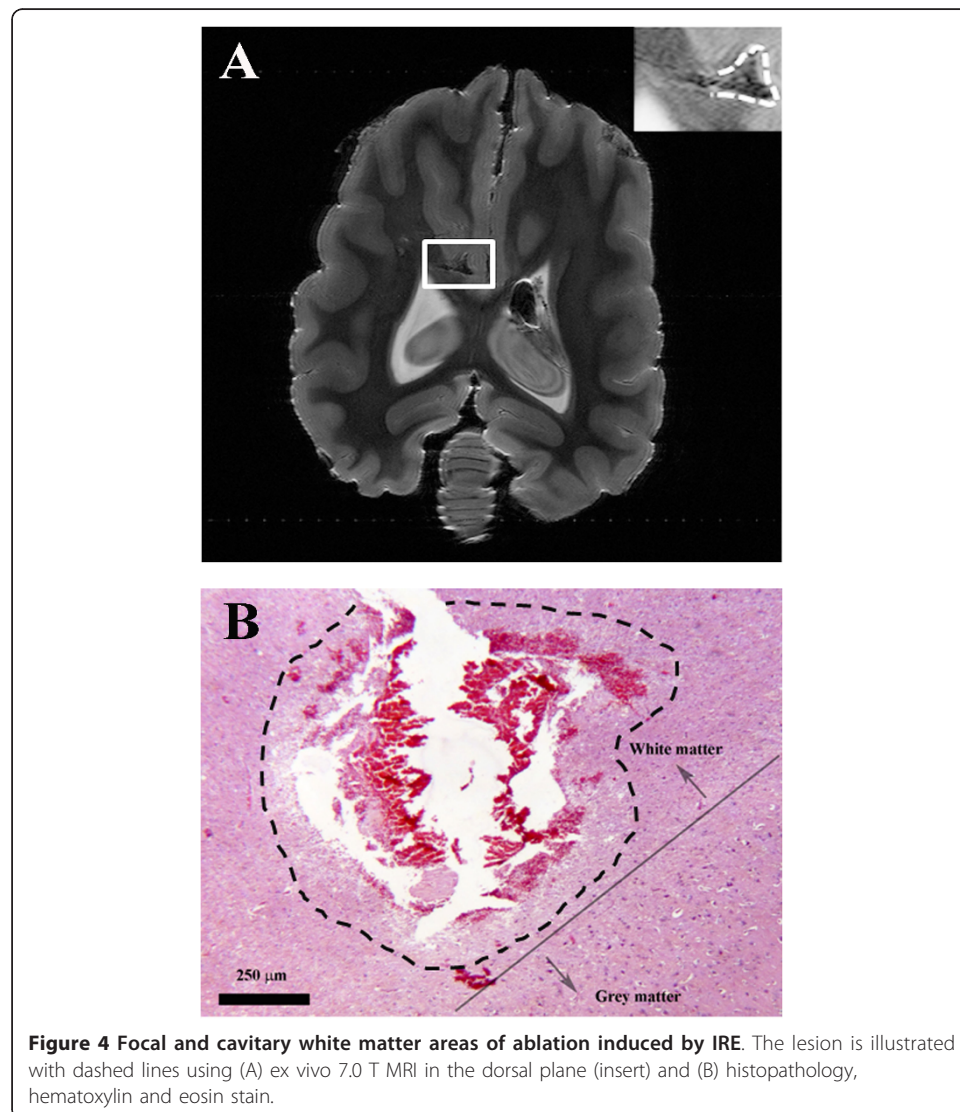 A
B
White matter
250 µm
Grey matter
Figure 4 Focal and cavitary white matter areas of ablation induced by IRE. The lesion is illustrated
with dashed lines using (A) ex vivo 7.0 T MRI in the dorsal plane (insert) and (B) histopathology,
hematoxylin and eosin stain.